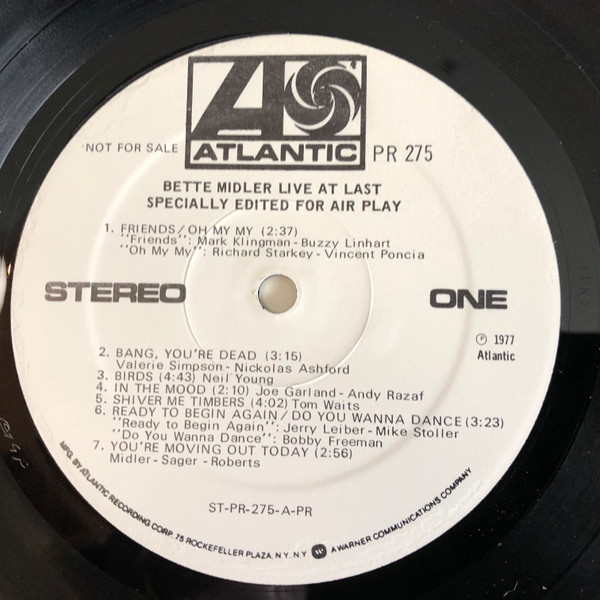 NOT FOR SALE
ATLANTIC
PR 275
BETTE MIDLER LIVE AT LAST
SPECIALLY EDITED FOR AIR PLAY
1. FRIENDS/OH MY MY (2:37)
"Friends": Mark Klingman-Buzzy Linhart
"Oh My My": Richard Starkey-Vincent Poncia
STEREO
ONE
℗ 1977
Atlantic
2. BANG, YOU'RE DEAD (3:15)
Valerie Simpson-Nickolas Ashford
3. BIRDS (4:43) Neil Young
4. IN THE MOOD (2:10) Joe Garland-Andy Razaf
5. SHIVER ME TIMBERS (4:02) Tom Waits
6. READY TO BEGIN AGAIN/DO YOU WANNA DANCE (3:23)
"Ready to Begin Again": Jerry Leiber-Mike Stoller
"Do You Wanna Dance": Bobby Freeman
7. YOU'RE MOVING OUT TODAY (2:56)
Midler-Sager-Roberts
ST-PR-275-A-PR
MFG. BY ATLANTIC RECORDING CORP. 75 ROCKEFELLER PLAZA, N.Y. N.Y. A WARNER COMMUNICATIONS COMPANY